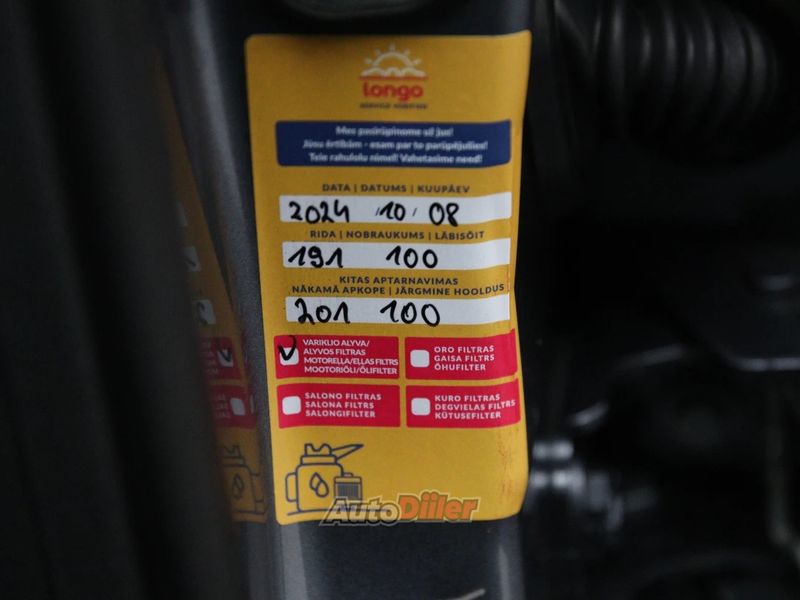 Longo
Mes pasirūpinome už jus!
Jūsu ērtībām - esam par to parūpējušies!
Teie rahulolu nimel! Vahetasime need!
DATA | DATUMS | KUUPÄEV
2024 10 08
RIDA | NOBRAUKUMS | LÄBISÕIT
191 100
KITAS APTARNAVIMAS
NĀKAMĀ APKOPE | JÄRGMINE HOOLDUS
201 100
VARIKLIO ALYVA/
ALYVOS FILTRAS
MOTOREĻĻA/EĻĻAS FILTRS
MOOTORIÕLI/ÕLIFILTER
ORO FILTRAS
GAISA FILTRS
ÕHUFILTER
SALONO FILTRAS
SALONA FILTRS
SALONGIFILTER
KURO FILTRAS
DEGVIELAS FILTRS
KÜTUSEFILTER
AutoDiiler